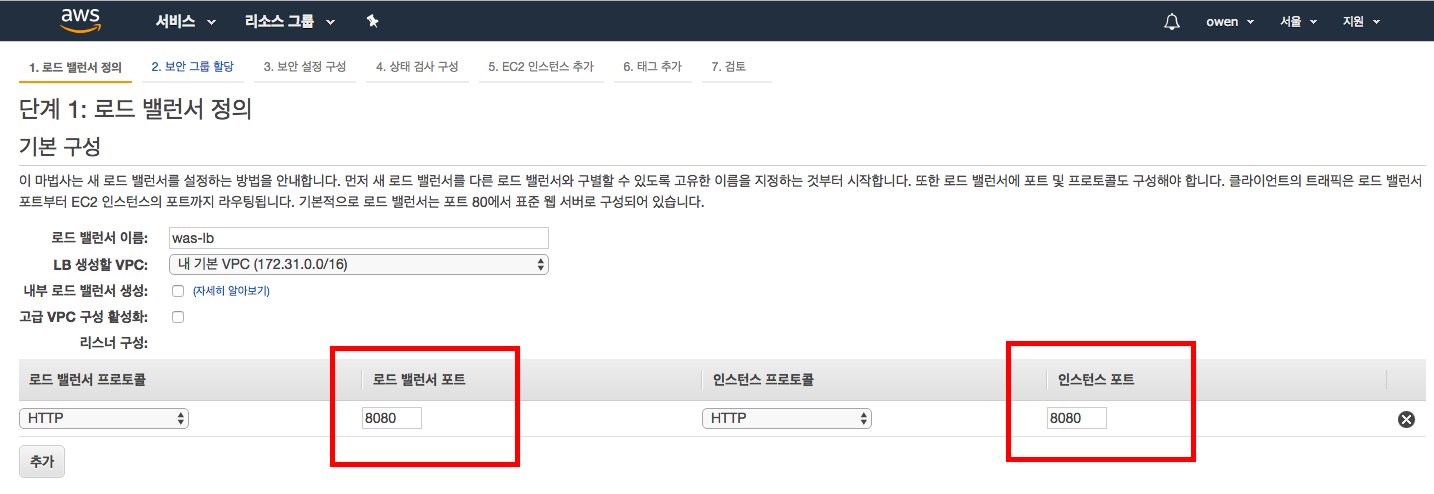 aws 서비스 리소스 그룹 owen 서울 지원
1. 로드 밸런서 정의 2. 보안 그룹 할당 3. 보안 설정 구성 4. 상태 검사 구성 5. EC2 인스턴스 추가 6. 태그 추가 7. 검토
단계 1: 로드 밸런서 정의
기본 구성
이 마법사는 새 로드 밸런서를 설정하는 방법을 안내합니다. 먼저 새 로드 밸런서를 다른 로드 밸런서와 구별할 수 있도록 고유한 이름을 지정하는 것부터 시작합니다. 또한 로드 밸런서에 포트 및 프로토콜도 구성해야 합니다. 클라이언트의 트래픽은 로드 밸런서
포트부터 EC2 인스턴스의 포트까지 라우팅됩니다. 기본적으로 로드 밸런서는 포트 80에서 표준 웹 서버로 구성되어 있습니다.
로드 밸런서 이름: was-lb
LB 생성할 VPC: 내 기본 VPC (172.31.0.0/16)
내부 로드 밸런서 생성: (자세히 알아보기)
고급 VPC 구성 활성화:
리스너 구성:
로드 밸런서 프로토콜 로드 밸런서 포트 인스턴스 프로토콜 인스턴스 포트
HTTP 8080 HTTP 8080
추가